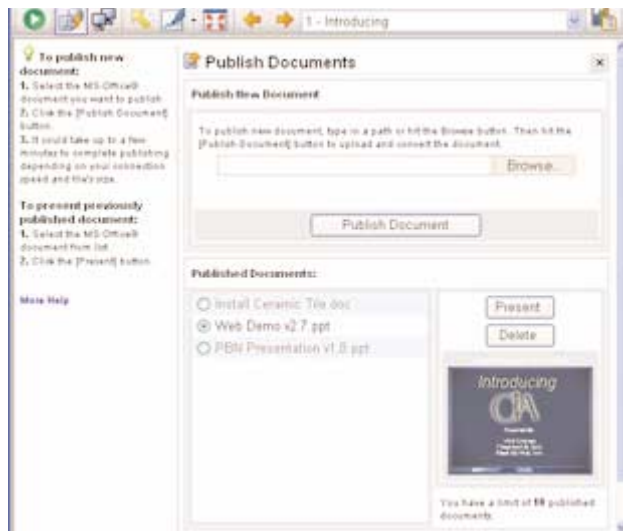 1 - Introducing
To publish new
document:
1. Select the MS Office®
document you want to publish
2. Click the [Publish Document]
button.
3. It could take up to a few
minutes to complete publishing
depending on your connection
speed and file's size.
To present previously
published document:
1. Select the MS Office®
document from list
2. Click the [Present] button
More Help
Publish Documents
Publish New Document
To publish new document, type in a path or hit the Browse button. Then hit the
[Publish Document] button to upload and convert the document.
Browse...
Publish Document
Published Documents:
Install Ceramic Tile.doc
Web Demo v2.7.ppt
PBN Presentation v1.8.ppt
Present
Delete
Introducing
You have a limit of 10 published
documents.